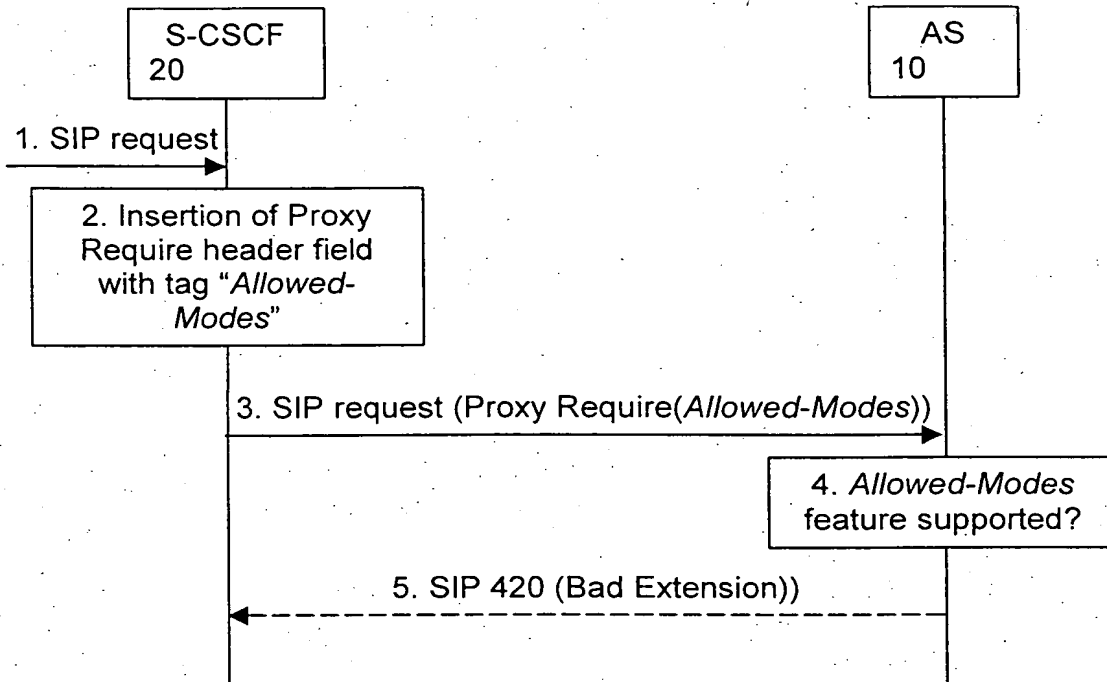 S-CSCF
20
AS
10
1. SIP request
2. Insertion of Proxy
Require header field
with tag “Allowed-
Modes”
3. SIP request (Proxy Require(Allowed-Modes))
4. Allowed-Modes
feature supported?
5. SIP 420 (Bad Extension))